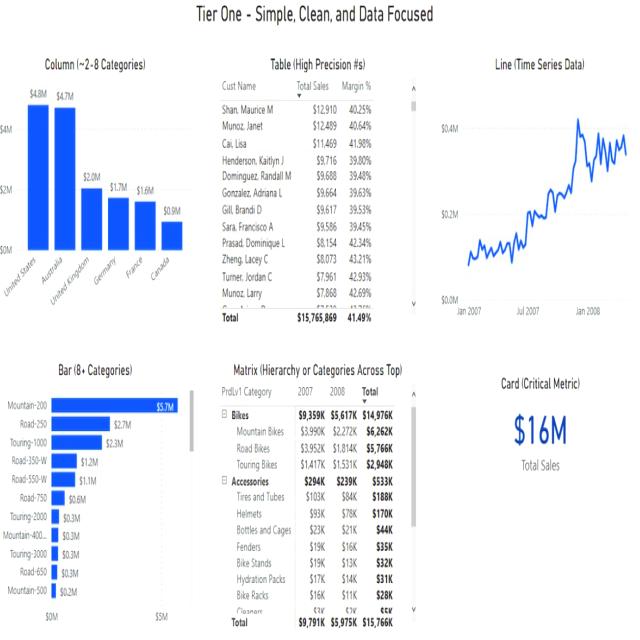 Tier One - Simple, Clean, and Data Focused
Column (~2-8 Categories)
$4.8M
$4.7M
$4M
$2.0M
$2M
$1.7M
$1.6M
$0.9M
$0M
United States
Australia
United Kingdom
Germany
France
Canada
Table (High Precision #s)
Cust Name Total Sales Margin %
Shan, Maurice M $12,910 40.25%
Munoz, Janet $12,489 40.64%
Cai, Lisa $11,469 41.98%
Henderson, Kaitlyn J $9,716 39.80%
Dominguez, Randall M $9,688 39.48%
Gonzalez, Adriana L $9,664 39.63%
Gill, Brandi D $9,617 39.53%
Sara, Francisco A $9,586 39.45%
Prasad, Dominique L $8,154 42.34%
Zheng, Lacey C $8,073 43.21%
Turner, Jordan C $7,961 42.93%
Munoz, Larry $7,868 42.69%
Total $15,765,869 41.49%
Line (Time Series Data)
$0.4M
$0.2M
$0.0M
Jan 2007 Jul 2007 Jan 2008
Bar (8+ Categories)
Mountain-200 $5.7M
Road-250 $2.7M
Touring-1000 $2.3M
Road-350-W $1.2M
Road-550-W $1.1M
Road-750 $0.6M
Touring-2000 $0.3M
Mountain-400... $0.3M
Touring-3000 $0.3M
Road-650 $0.3M
Mountain-500 $0.2M
$0M $5M
Matrix (Hierarchy or Categories Across Top)
PrdLv1 Category 2007 2008 Total
Bikes $9,359K $5,617K $14,976K
Mountain Bikes $3,990K $2,272K $6,262K
Road Bikes $3,952K $1,814K $5,766K
Touring Bikes $1,417K $1,531K $2,948K
Accessories $294K $239K $533K
Tires and Tubes $103K $84K $188K
Helmets $93K $78K $170K
Bottles and Cages $23K $21K $44K
Fenders $19K $16K $35K
Bike Stands $19K $13K $32K
Hydration Packs $17K $14K $31K
Bike Racks $16K $11K $28K
Cleaners $3K $2K $5K
Total $9,791K $5,975K $15,766K
Card (Critical Metric)
$16M
Total Sales